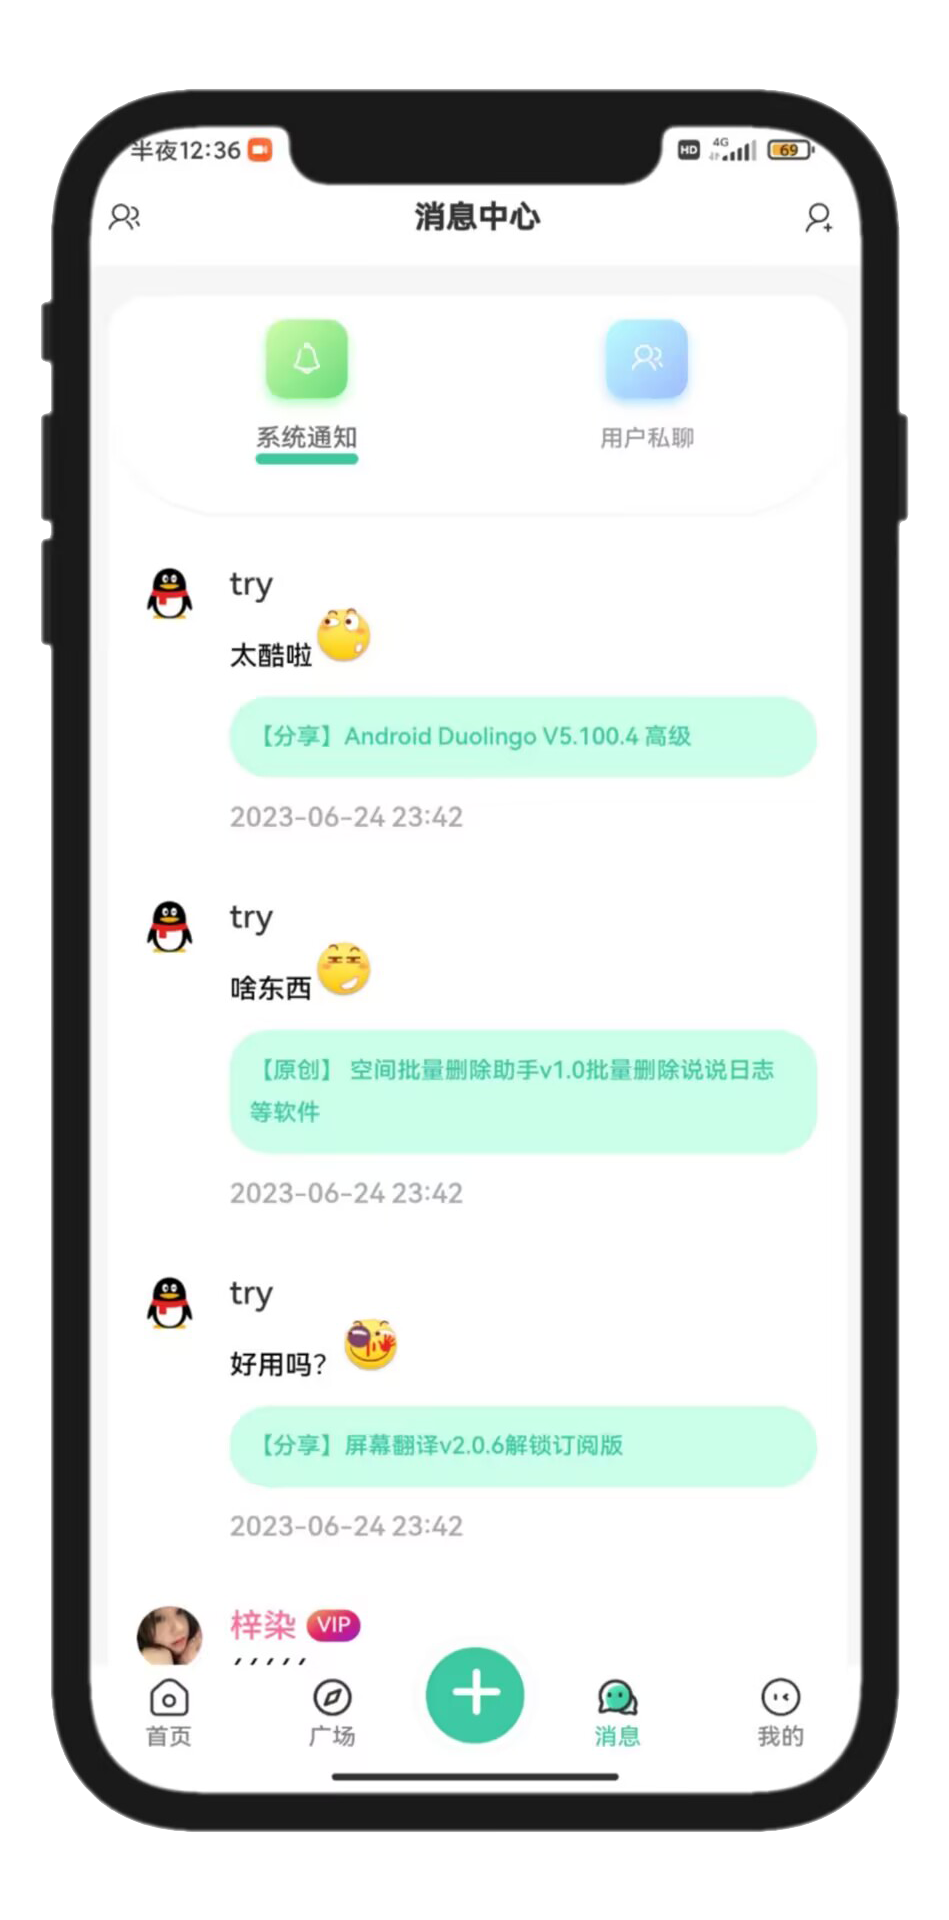 半夜12:36
HD 4G 69
消息中心
系统通知
用户私聊
try
太酷啦
【分享】Android Duolingo V5.100.4 高级
2023-06-24 23:42
try
啥东西
【原创】 空间批量删除助手v1.0批量删除说说日志
等软件
2023-06-24 23:42
try
好用吗?
【分享】屏幕翻译v2.0.6解锁订阅版
2023-06-24 23:42
梓染 VIP
首页
广场
消息
我的